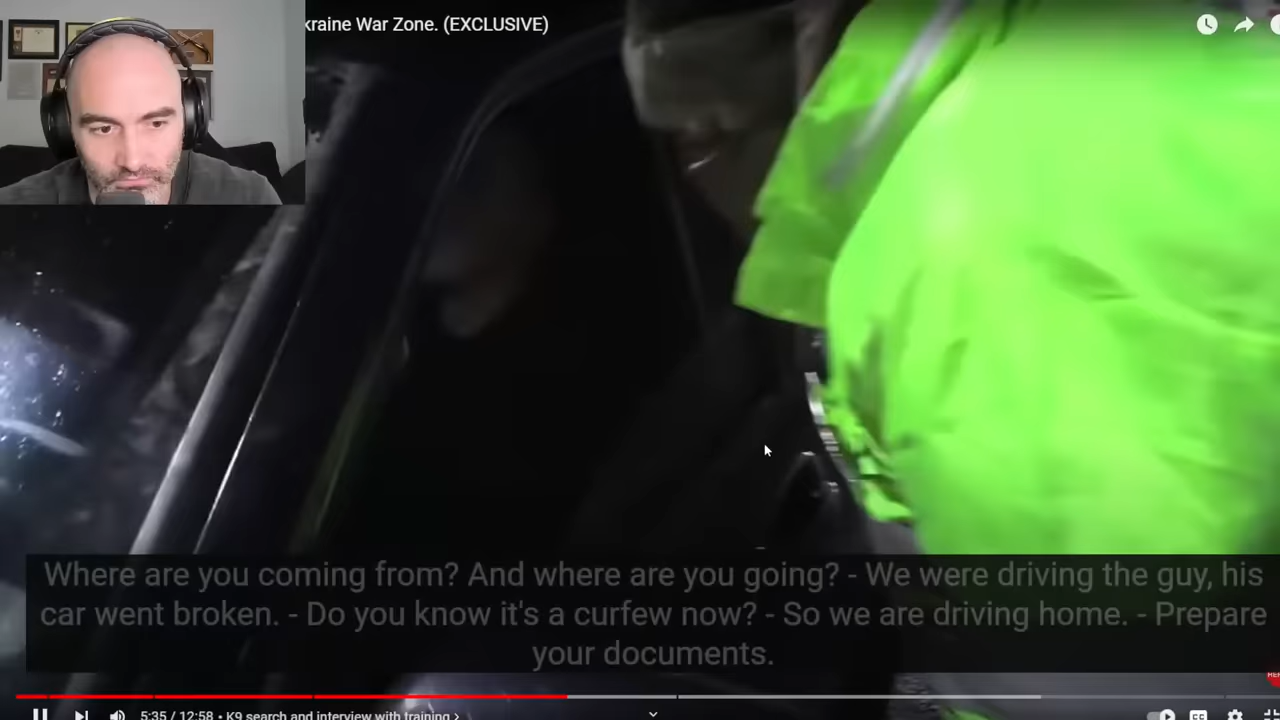 kraine War Zone. (EXCLUSIVE)
Where are you coming from? And where are you going? - We were driving the guy, his
car went broken. - Do you know it's a curfew now? - So we are driving home. - Prepare
your documents.
5:35 / 12:58 • K9 search and interview with training